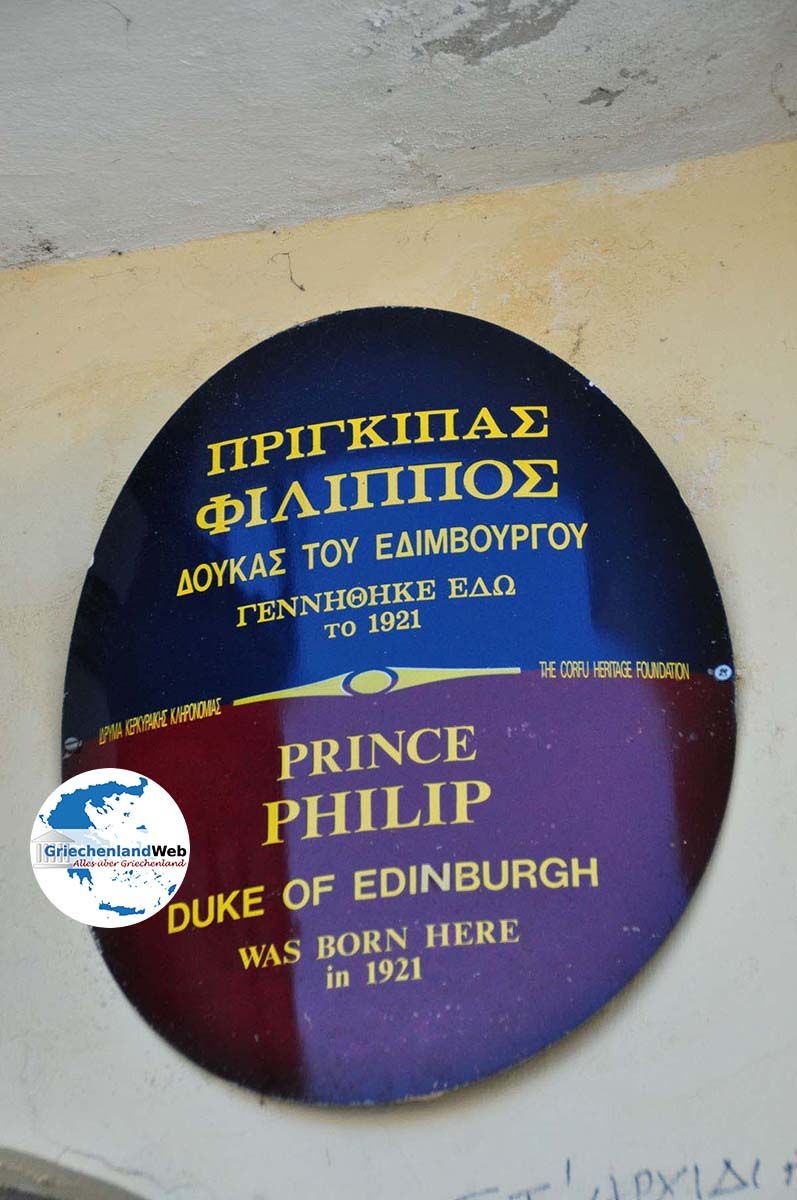 ΠΡΙΓΚΙΠΑΣ
ΦΙΛΙΠΠΟΣ
ΔΟΥΚΑΣ ΤΟΥ ΕΔΙΜΒΟΥΡΓΟΥ
ΓΕΝΝΗΘΗΚΕ ΕΔΩ
ΤΟ 1921
THE CORFU HERITAGE FOUNDATION
ΙΔΡΥΜΑ ΚΕΡΚΥΡΑΙΚΗΣ ΚΛΗΡΟΝΟΜΙΑΣ
PRINCE
PHILIP
DUKE OF EDINBURGH
WAS BORN HERE
in 1921
GriechenlandWeb
Alles über Griechenland